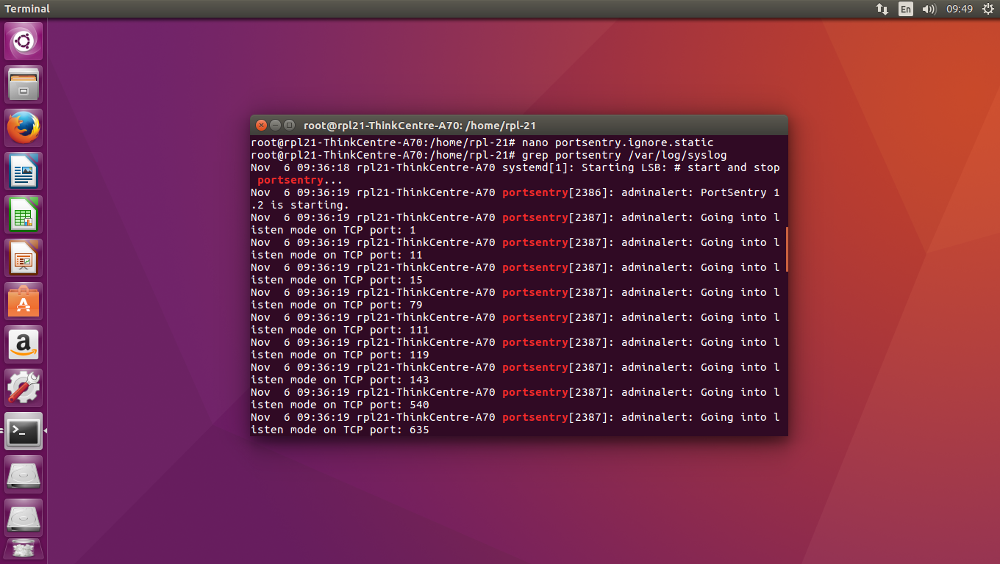 Terminal
En
09:49
root@rpl21-ThinkCentre-A70: /home/rpl-21
root@rpl21-ThinkCentre-A70:/home/rpl-21# nano portsentry.ignore.static
root@rpl21-ThinkCentre-A70:/home/rpl-21# grep portsentry /var/log/syslog
Nov  6 09:36:18 rpl21-ThinkCentre-A70 systemd[1]: Starting LSB: # start and stop
 portsentry...
Nov  6 09:36:19 rpl21-ThinkCentre-A70 portsentry[2386]: adminalert: PortSentry 1
.2 is starting.
Nov  6 09:36:19 rpl21-ThinkCentre-A70 portsentry[2387]: adminalert: Going into l
isten mode on TCP port: 1
Nov  6 09:36:19 rpl21-ThinkCentre-A70 portsentry[2387]: adminalert: Going into l
isten mode on TCP port: 11
Nov  6 09:36:19 rpl21-ThinkCentre-A70 portsentry[2387]: adminalert: Going into l
isten mode on TCP port: 15
Nov  6 09:36:19 rpl21-ThinkCentre-A70 portsentry[2387]: adminalert: Going into l
isten mode on TCP port: 79
Nov  6 09:36:19 rpl21-ThinkCentre-A70 portsentry[2387]: adminalert: Going into l
isten mode on TCP port: 111
Nov  6 09:36:19 rpl21-ThinkCentre-A70 portsentry[2387]: adminalert: Going into l
isten mode on TCP port: 119
Nov  6 09:36:19 rpl21-ThinkCentre-A70 portsentry[2387]: adminalert: Going into l
isten mode on TCP port: 143
Nov  6 09:36:19 rpl21-ThinkCentre-A70 portsentry[2387]: adminalert: Going into l
isten mode on TCP port: 540
Nov  6 09:36:19 rpl21-ThinkCentre-A70 portsentry[2387]: adminalert: Going into l
isten mode on TCP port: 635
A
a
>_